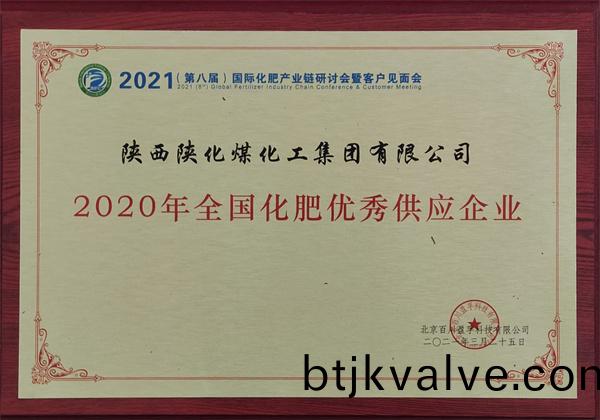 2021（第八届）国际化肥产业链研讨会暨客户见面会
2021 (8th) Global Fertilizer Industry Chain Conference & Customer Meeting
陕西陕化煤化工集团有限公司
2020年全国化肥优秀供应企业
北京百川盈孚科技有限公司
二〇二一年三月二十五日
btjkvalve.com